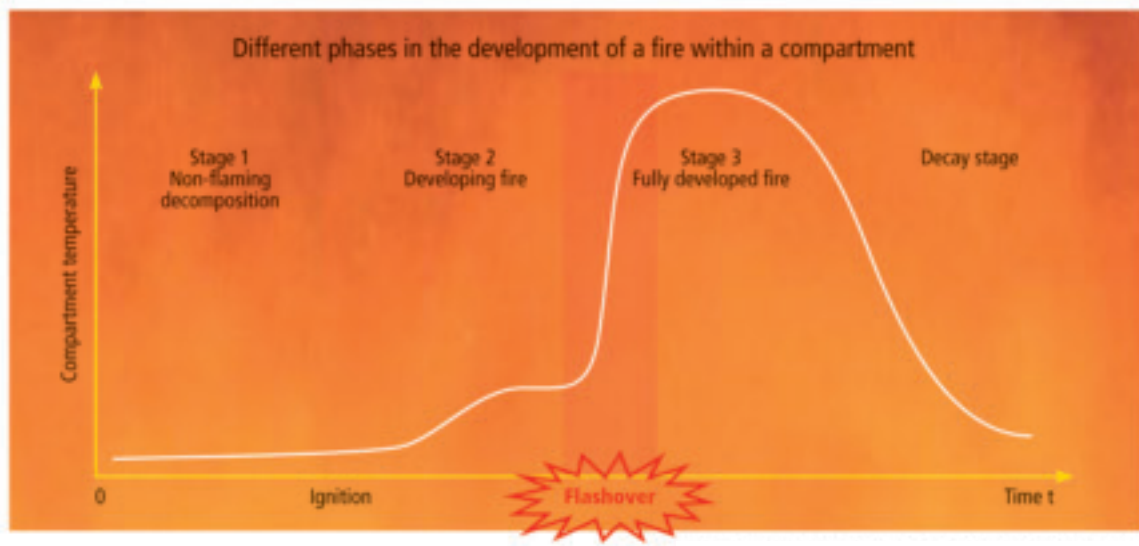 Different phases in the development of a fire within a compartment
Compartment temperature
Stage 1
Non-flaming
decomposition
Stage 2
Developing fire
Stage 3
Fully developed fire
Decay stage
0
Ignition
Flashover
Time t